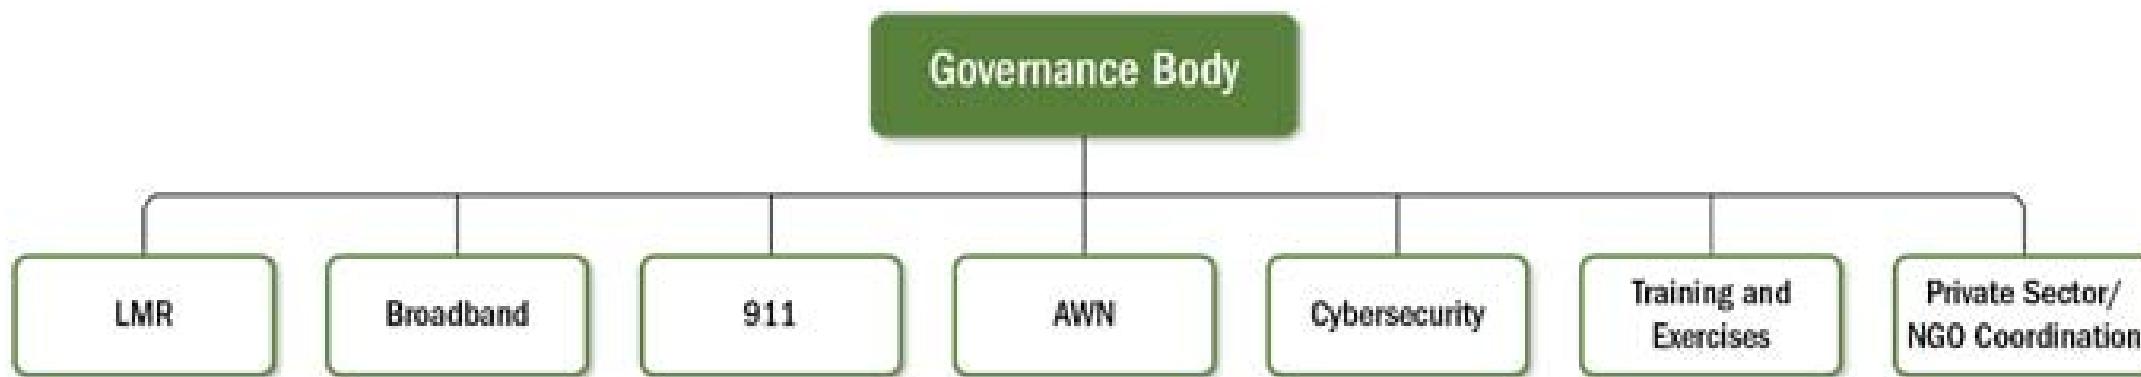 Governance Body
LMR
Broadband
911
AWN
Cybersecurity
Training and
Exercises
Private Sector/
NGO Coordination